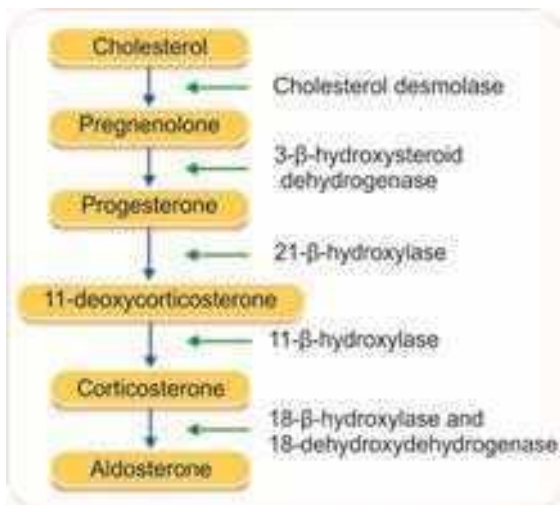 Cholesterol
Cholesterol desmolase
Pregnenolone
3-β-hydroxysteroid
dehydrogenase
Progesterone
21-β-hydroxylase
11-deoxycorticosterone
11-β-hydroxylase
Corticosterone
18-β-hydroxylase and
18-dehydroxydehydrogenase
Aldosterone